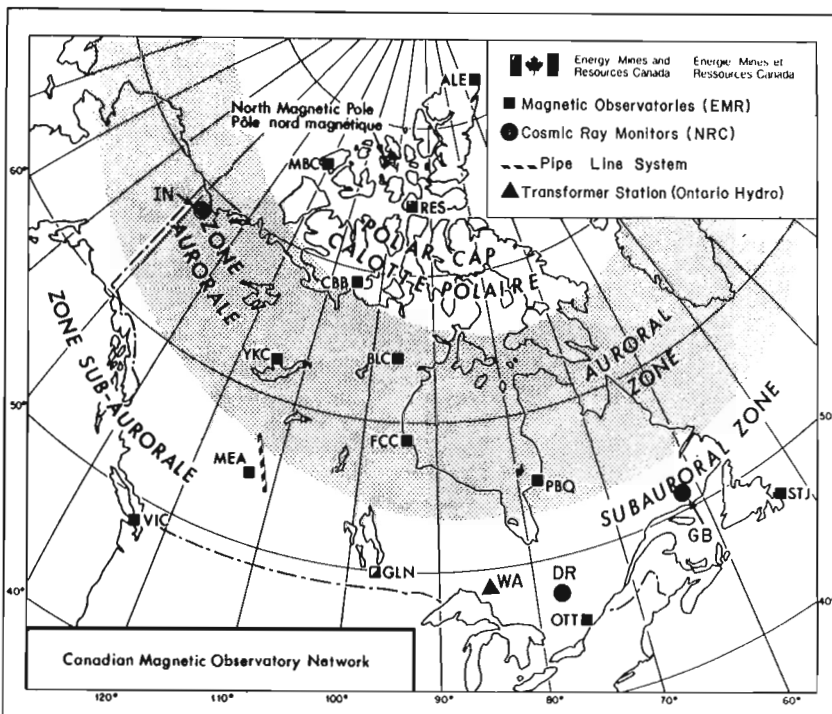 Energy Mines and Energie Mines et
Resources Canada Ressources Canada
■ Magnetic Observatories (EMR)
● Cosmic Ray Monitors (NRC)
Pipe Line System
▲ Transformer Station (Ontario Hydro)
ALE
North Magnetic Pole
Pôle nord magnétique
MBC
RES
IN
POLAR CAP
CALOTTE POLAIRE
ZONE
AURORALE
CBB
ZONE SUB-AURORALE
YKC
BLC
AURORAL
ZONE
FCC
MEA
PBQ
SUBAURORAL ZONE
STJ
VIC
GB
GLN
WA
DR
OTT
60°
50°
40°
50°
40°
Canadian Magnetic Observatory Network
120° 110° 100° 90° 80° 70° 60°